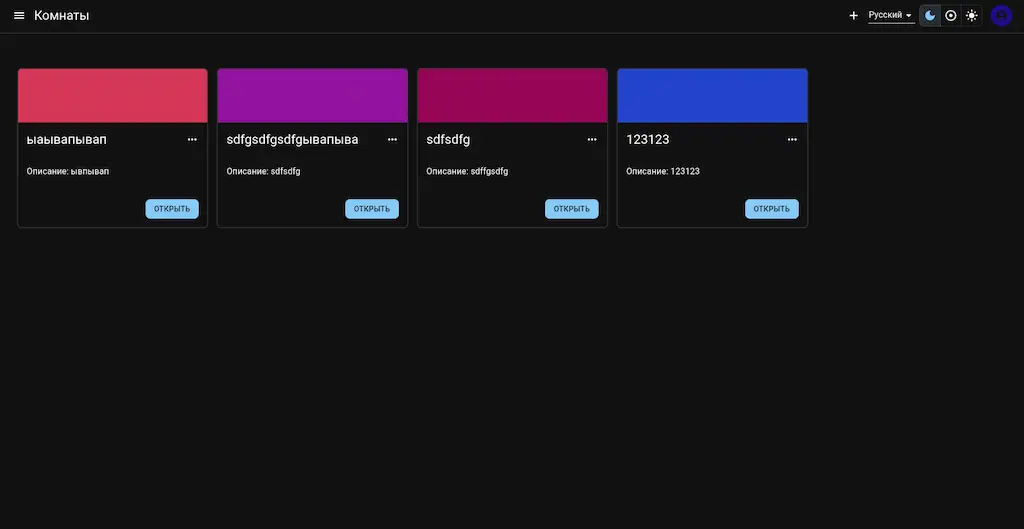 Комнаты
Русский
ыаывапывап
Описание: ывпывап
ОТКРЫТЬ
sdfgsdfgsdfgывапыва
Описание: sdfsdfg
ОТКРЫТЬ
sdfsdfg
Описание: sdffgsdfg
ОТКРЫТЬ
123123
Описание: 123123
ОТКРЫТЬ